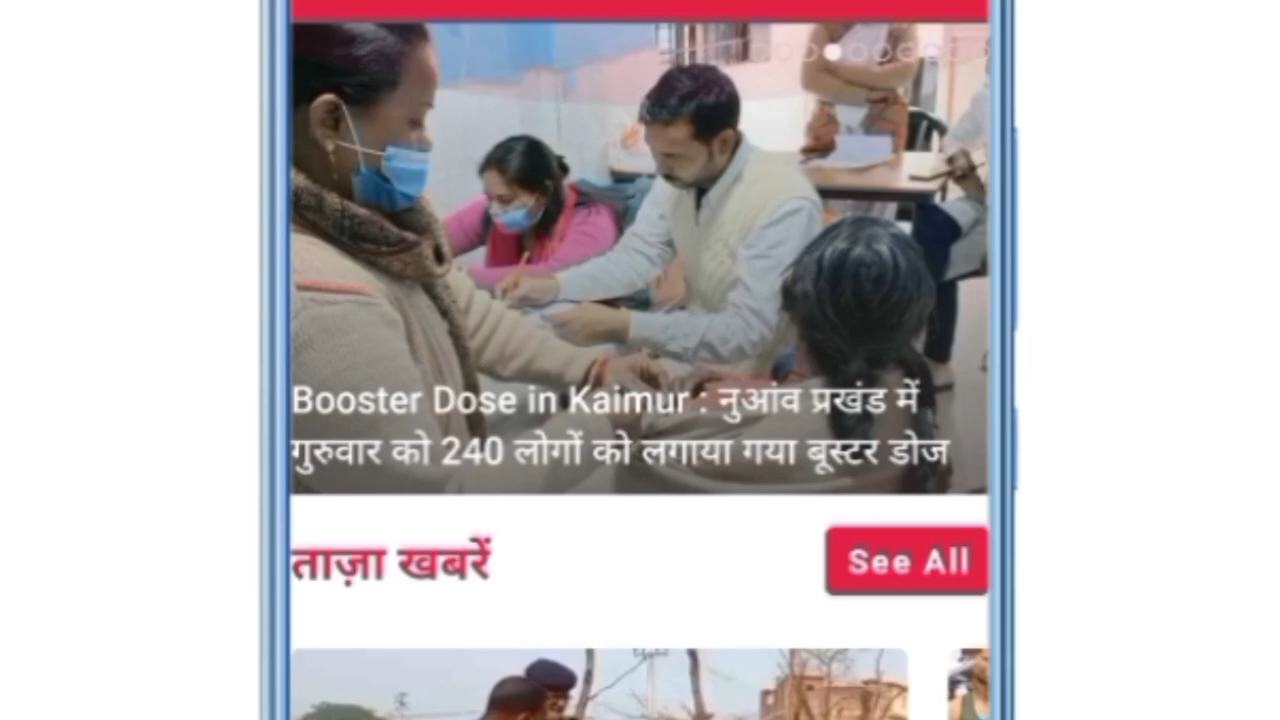 Booster Dose in Kaimur : नुआंव प्रखंड में
गुरुवार को 240 लोगों को लगाया गया बूस्टर डोज
ताज़ा खबरें
See All